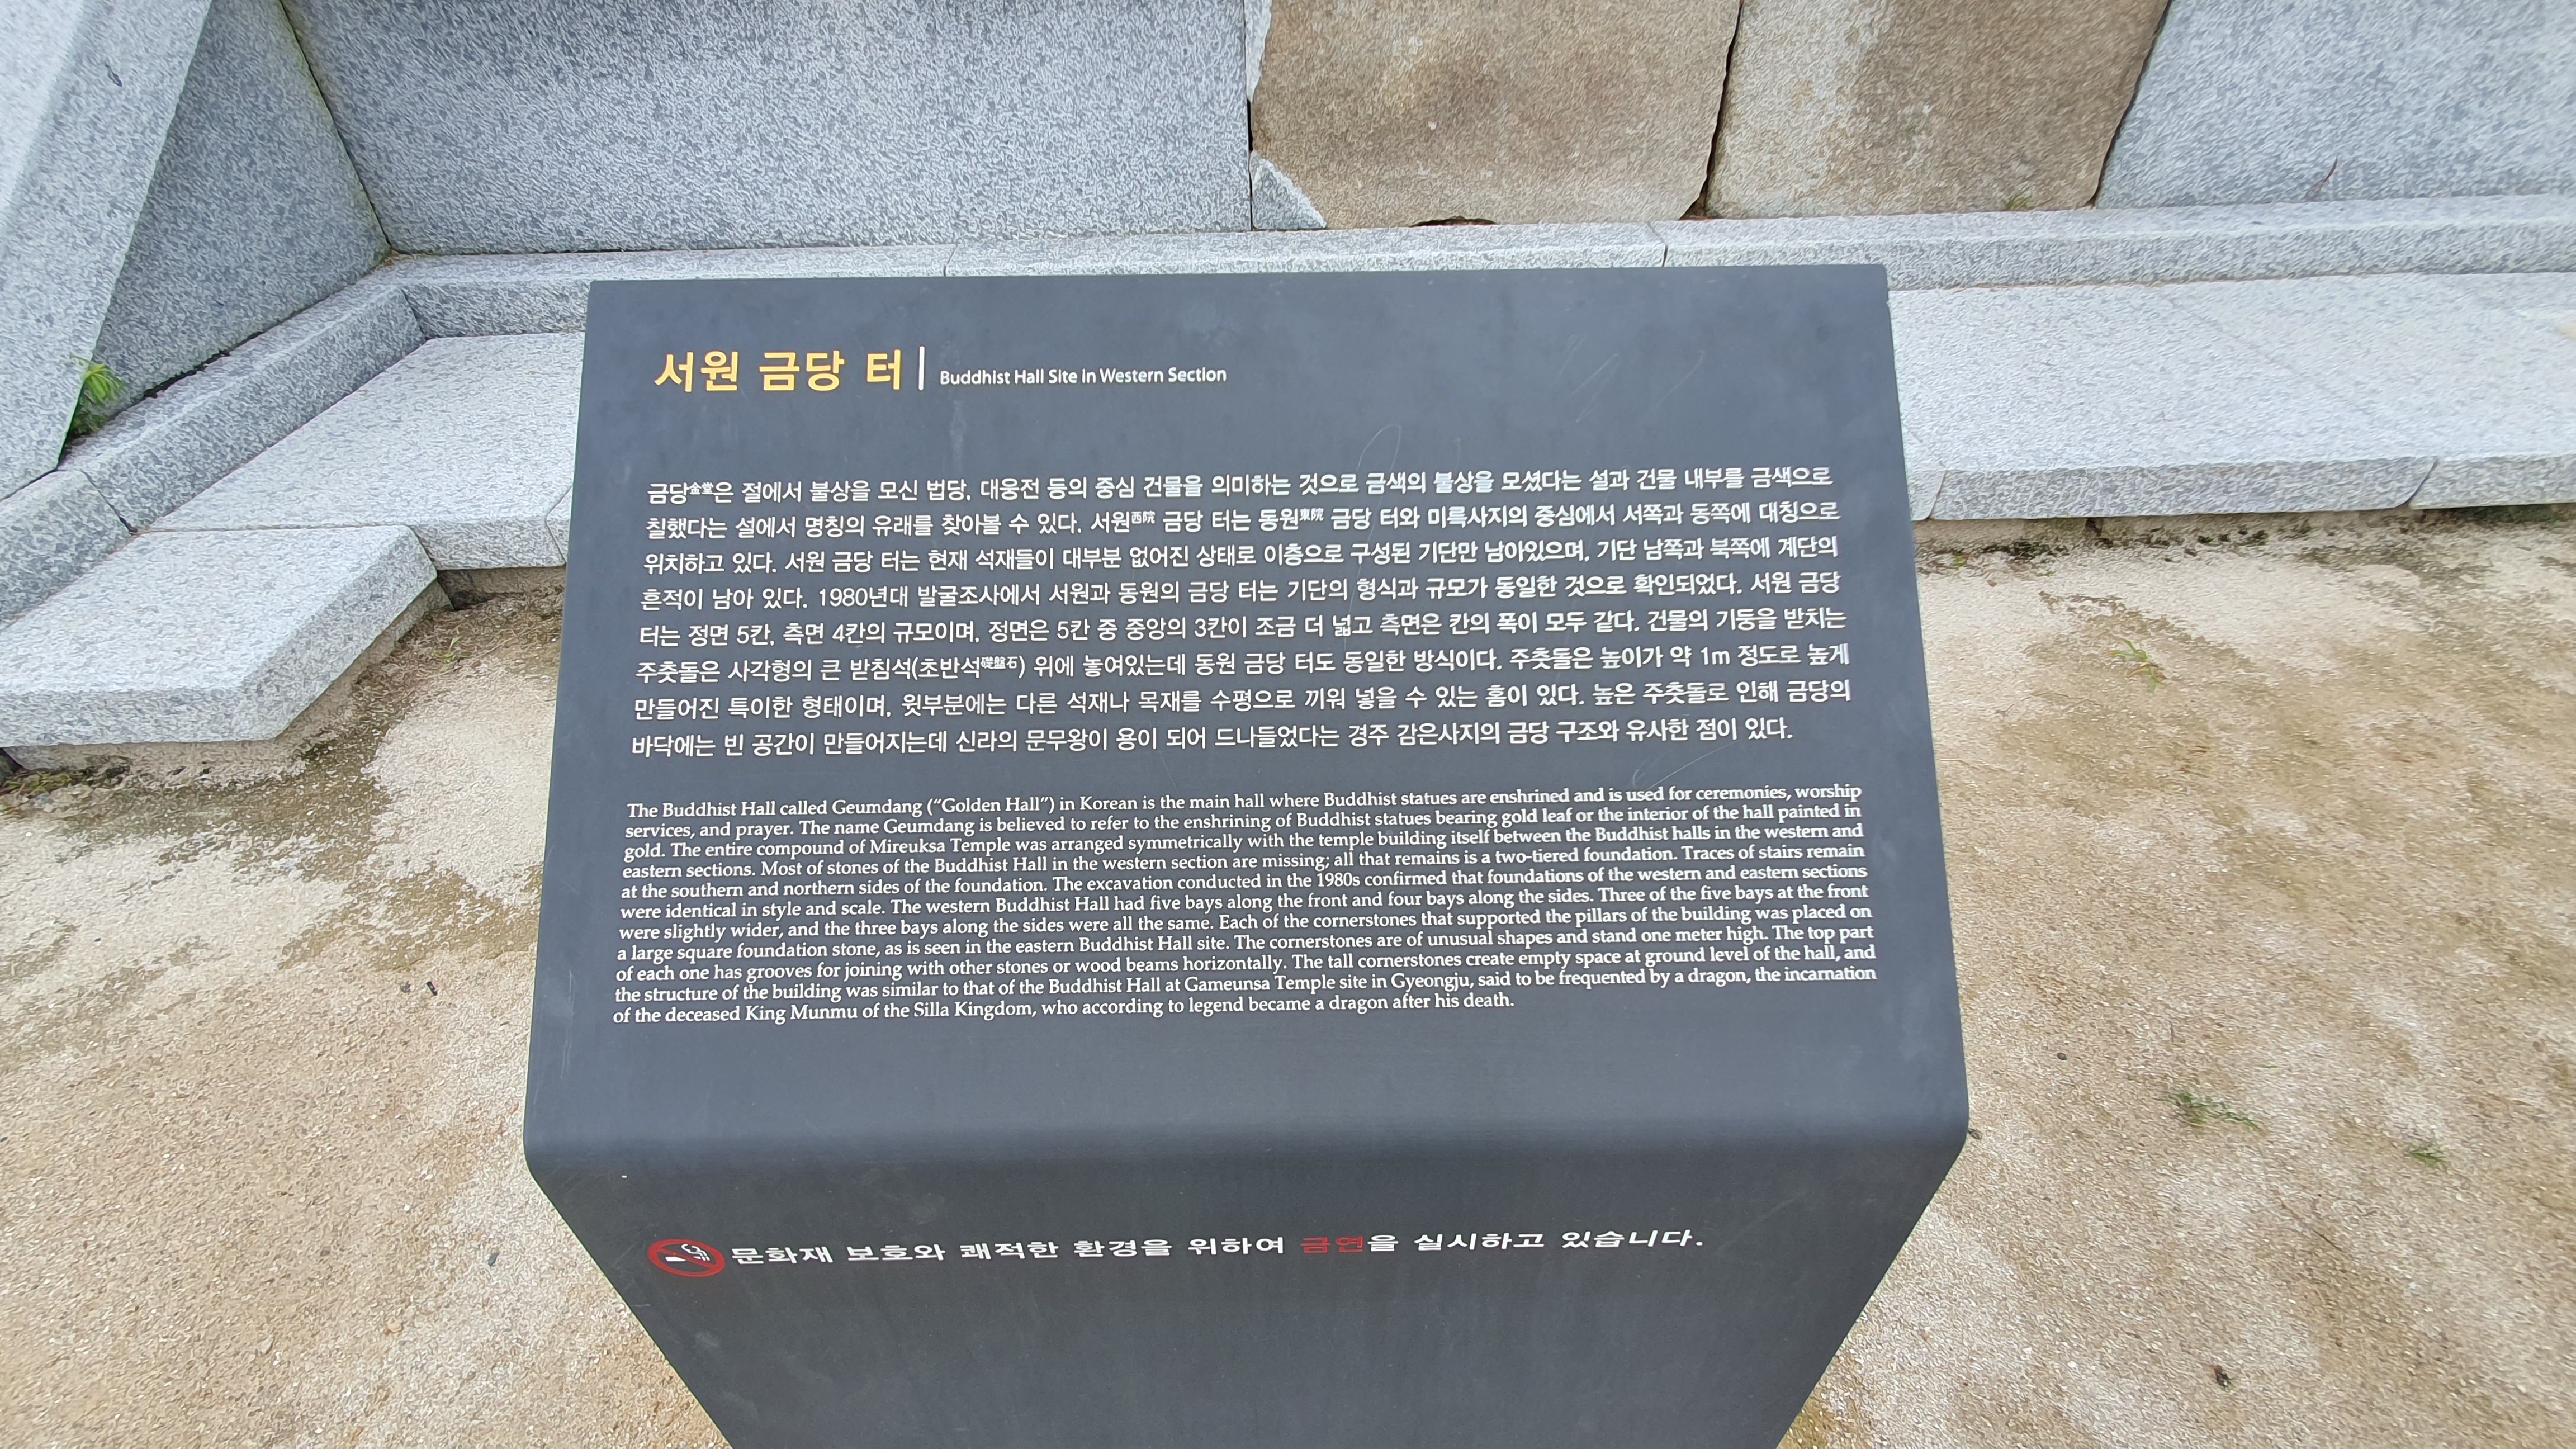 서원 금당 터 | Buddhist Hall Site in Western Section
금당金堂은 절에서 불상을 모신 법당, 대웅전 등의 중심 건물을 의미하는 것으로 금색의 불상을 모셨다는 설과 건물 내부를 금색으로
칠했다는 설에서 명칭의 유래를 찾아볼 수 있다. 서원西院 금당 터는 동원東院 금당 터와 미륵사지의 중심에서 서쪽과 동쪽에 대칭으로
위치하고 있다. 서원 금당 터는 현재 석재들이 대부분 없어진 상태로 이층으로 구성된 기단만 남아있으며, 기단 남쪽과 북쪽에 계단의
흔적이 남아 있다. 1980년대 발굴조사에서 서원과 동원의 금당 터는 기단의 형식과 규모가 동일한 것으로 확인되었다. 서원 금당
터는 정면 5칸, 측면 4칸의 규모이며, 정면은 5칸 중 중앙의 3칸이 조금 더 넓고 측면은 칸의 폭이 모두 같다. 건물의 기둥을 받치는
주춧돌은 사각형의 큰 받침석(초반석礎盤石) 위에 놓여있는데 동원 금당 터도 동일한 방식이다. 주춧돌은 높이가 약 1m 정도로 높게
만들어진 특이한 형태이며, 윗부분에는 다른 석재나 목재를 수평으로 끼워 넣을 수 있는 홈이 있다. 높은 주춧돌로 인해 금당의
바닥에는 빈 공간이 만들어지는데 신라의 문무왕이 용이 되어 드나들었다는 경주 감은사지의 금당 구조와 유사한 점이 있다.
The Buddhist Hall called Geumdang (“Golden Hall”) in Korean is the main hall where Buddhist statues are enshrined and is used for ceremonies, worship
services, and prayer. The name Geumdang is believed to refer to the enshrining of Buddhist statues bearing gold leaf or the interior of the hall painted in
gold. The entire compound of Mireuksa Temple was arranged symmetrically with the temple building itself between the Buddhist halls in the western and
eastern sections. Most of stones of the Buddhist Hall in the western section are missing; all that remains is a two-tiered foundation. Traces of stairs remain
at the southern and northern sides of the foundation. The excavation conducted in the 1980s confirmed that foundations of the western and eastern sections
were identical in style and scale. The western Buddhist Hall had five bays along the front and four bays along the sides. Three of the five bays at the front
were slightly wider, and the three bays along the sides were all the same. Each of the cornerstones that supported the pillars of the building was placed on
a large square foundation stone, as is seen in the eastern Buddhist Hall site. The cornerstones are of unusual shapes and stand one meter high. The top part
of each one has grooves for joining with other stones or wood beams horizontally. The tall cornerstones create empty space at ground level of the hall, and
the structure of the building was similar to that of the Buddhist Hall at Gameunsa Temple site in Gyeongju, said to be frequented by a dragon, the incarnation
of the deceased King Munmu of the Silla Kingdom, who according to legend became a dragon after his death.
문화재 보호와 쾌적한 환경을 위하여 금연을 실시하고 있습니다.